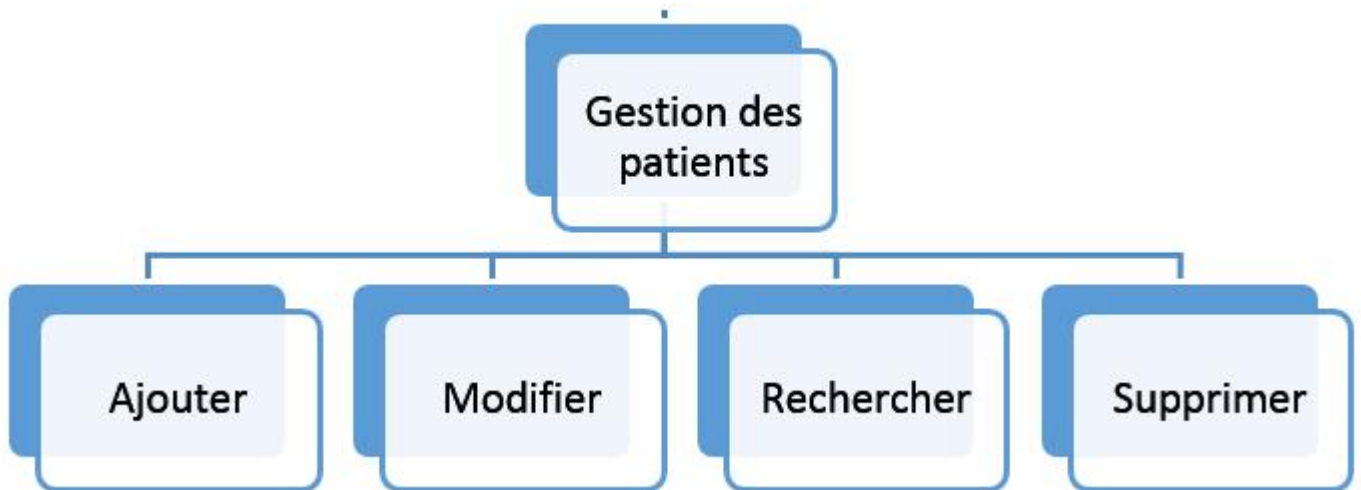 Gestion des
patients
Ajouter
Modifier
Rechercher
Supprimer